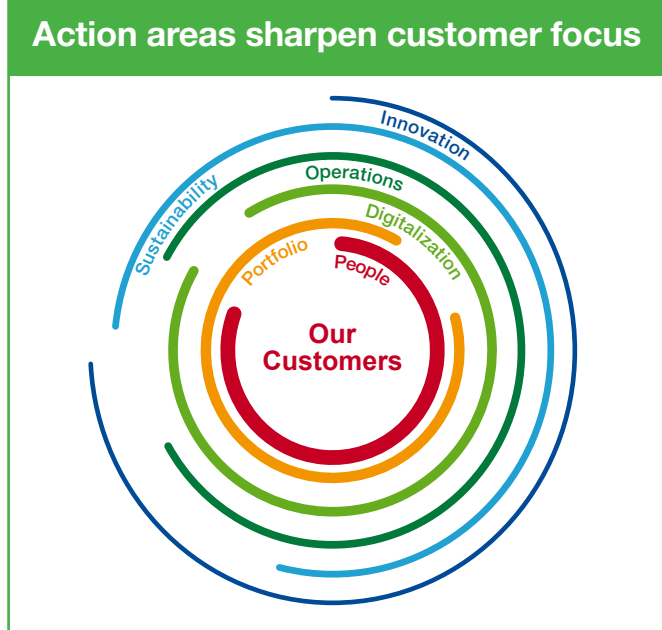 Action areas sharpen customer focus
Innovation
Sustainability
Operations
Digitalization
Portfolio
People
Our
Customers